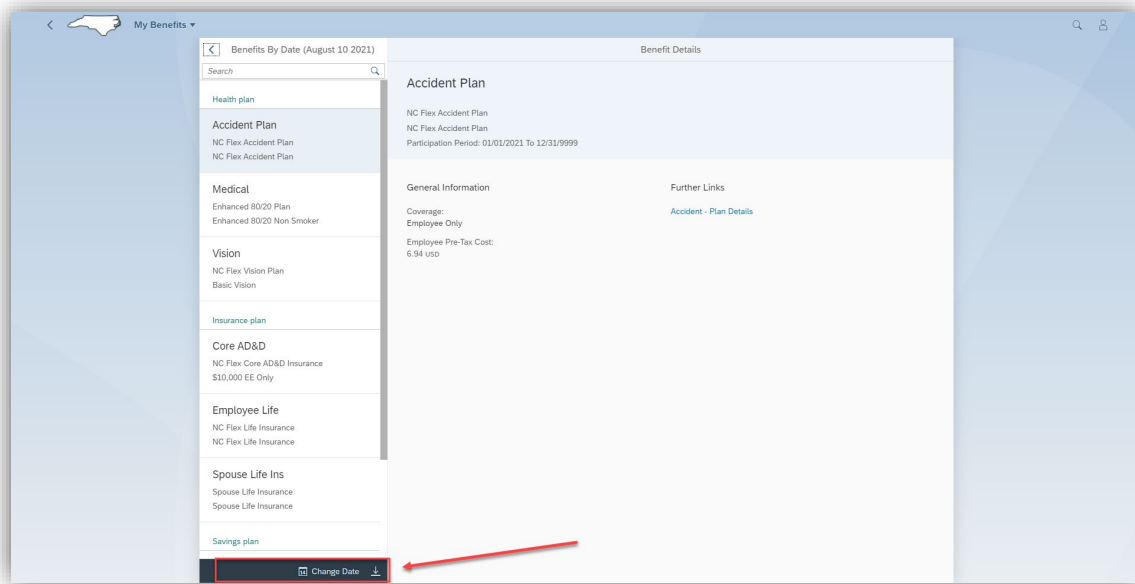 My Benefits
Benefits By Date (August 10 2021)
Search
Health plan
Accident Plan
NC Flex Accident Plan
NC Flex Accident Plan
Medical
Enhanced 80/20 Plan
Enhanced 80/20 Non Smoker
Vision
NC Flex Vision Plan
Basic Vision
Insurance plan
Core AD&D
NC Flex Core AD&D Insurance
$10,000 EE Only
Employee Life
NC Flex Life Insurance
NC Flex Life Insurance
Spouse Life Ins
Spouse Life Insurance
Spouse Life Insurance
Savings plan
Change Date
Benefit Details
Accident Plan
NC Flex Accident Plan
NC Flex Accident Plan
Participation Period: 01/01/2021 To 12/31/9999
General Information
Coverage:
Employee Only
Employee Pre-Tax Cost:
6.94 USD
Further Links
Accident - Plan Details